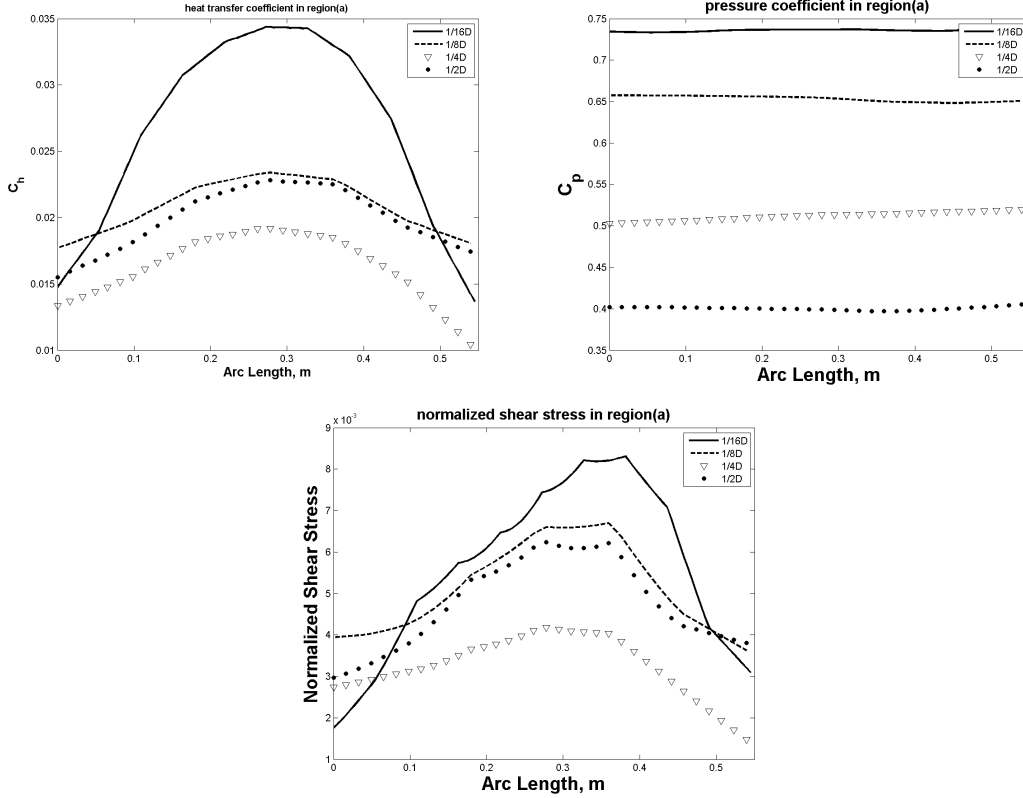 heat transfer coefficient in region(a)
0.035
0.03
0.025
0.02
0.015
0.01
Ch
0
0.1
0.2
0.3
0.4
0.5
Arc Length, m
1/16D
1/8D
1/4D
1/2D
pressure coefficient in region(a)
0.75
0.7
0.65
0.6
0.55
0.5
0.45
0.4
0.35
Cp
0
0.1
0.2
0.3
0.4
0.5
Arc Length, m
1/16D
1/8D
1/4D
1/2D
normalized shear stress in region(a)
x 10-3
9
8
7
6
5
4
3
2
1
Normalized Shear Stress
0
0.1
0.2
0.3
0.4
0.5
Arc Length, m
1/16D
1/8D
1/4D
1/2D